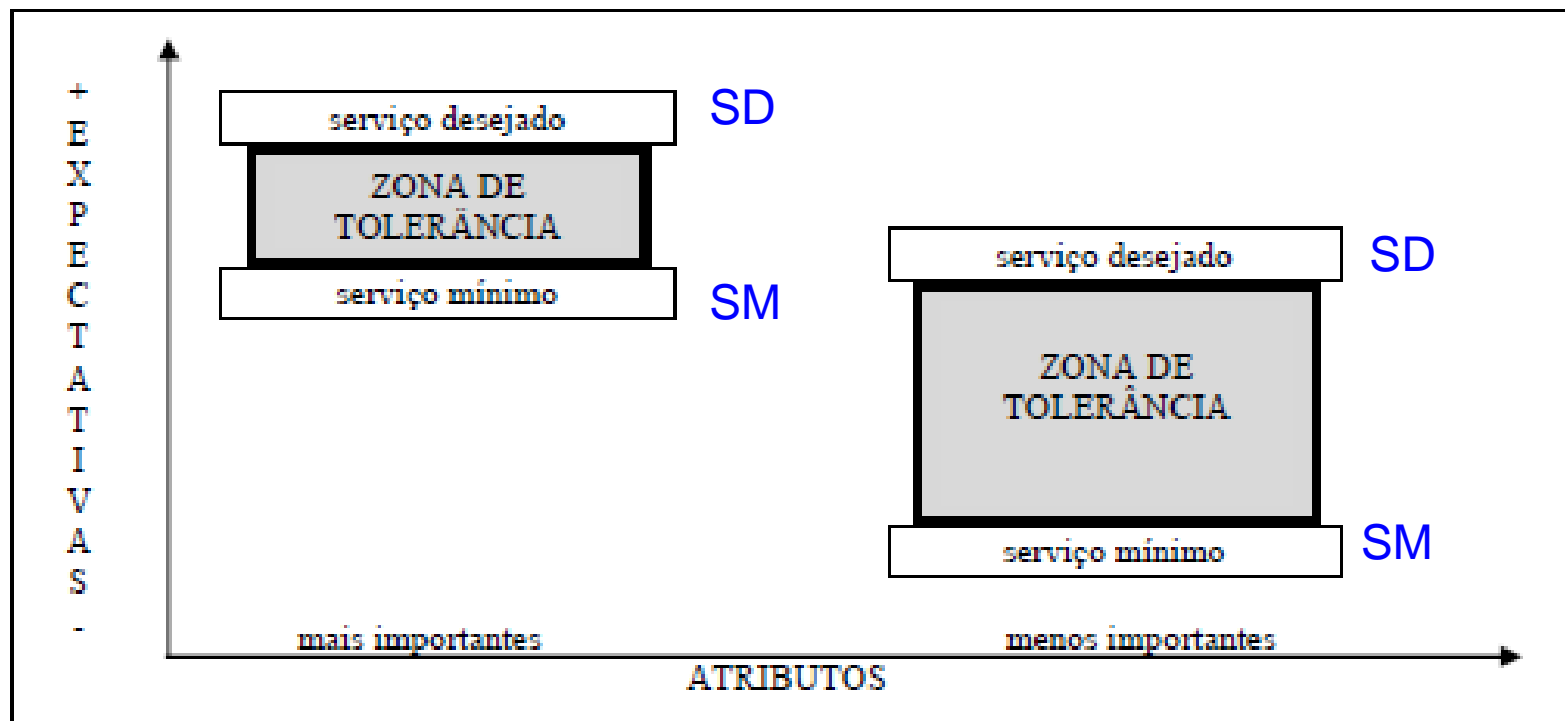 + EXPECTATIVAS -
serviço desejado
SD
ZONA DE
TOLERÂNCIA
serviço mínimo
SM
serviço desejado
SD
ZONA DE
TOLERÂNCIA
serviço mínimo
SM
mais importantes
menos importantes
ATRIBUTOS